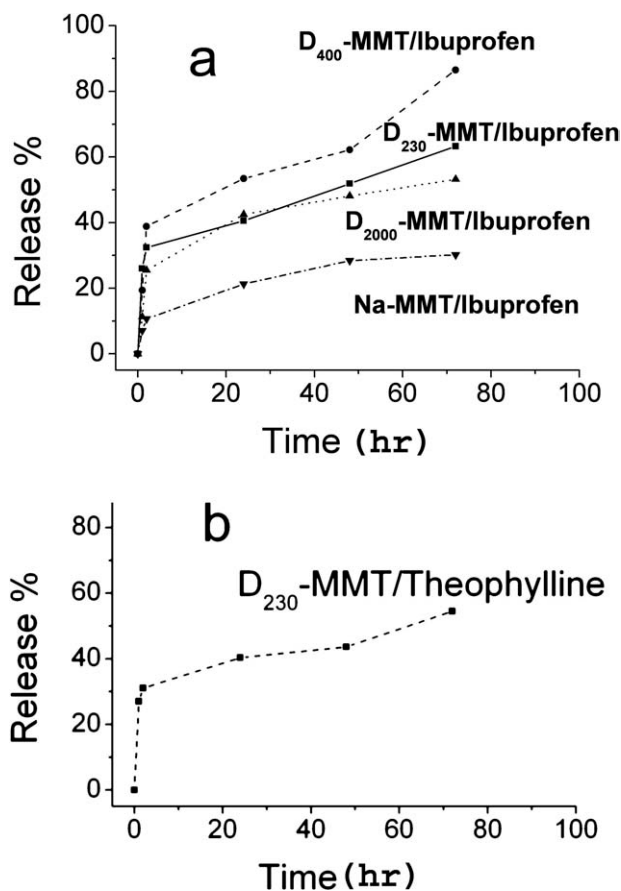 a
100
80
60
40
20
0
Release %
D400-MMT/Ibuprofen
D230-MMT/Ibuprofen
D2000-MMT/Ibuprofen
Na-MMT/Ibuprofen
0 20 40 60 80 100
Time (hr)
b
80
60
40
20
0
Release %
D230-MMT/Theophylline
0 20 40 60 80 100
Time (hr)